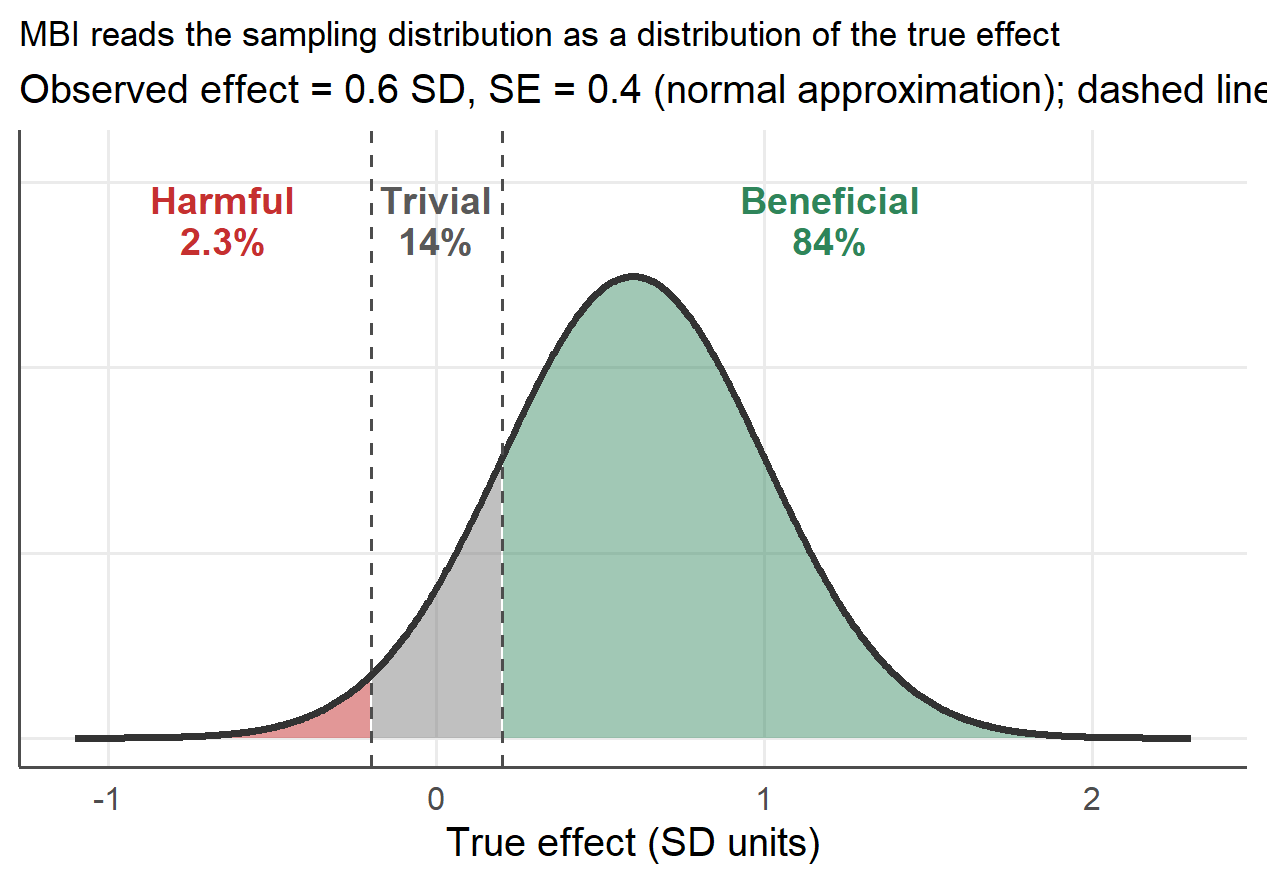 MBI reads the sampling distribution as a distribution of the true effect
Observed effect = 0.6 SD, SE = 0.4 (normal approximation); dashed line
Harmful Trivial Beneficial
2.3% 14% 84%
-1 0 1 2
True effect (SD units)